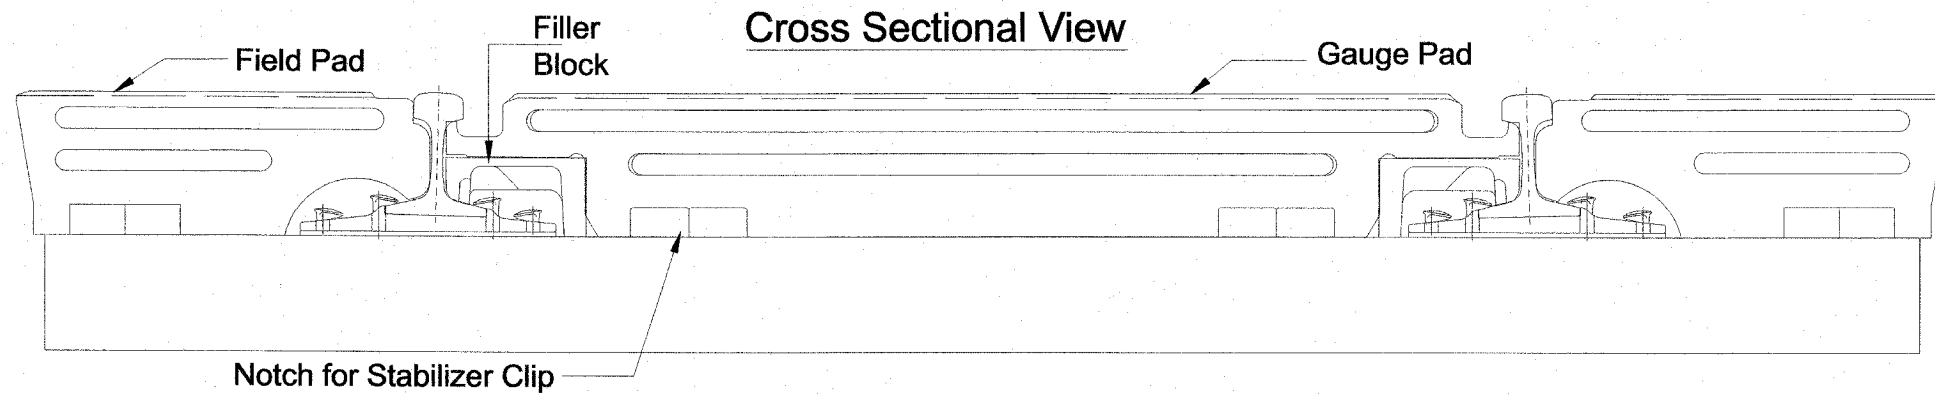 Cross Sectional View
Field Pad
Filler
Block
Gauge Pad
Notch for Stabilizer Clip